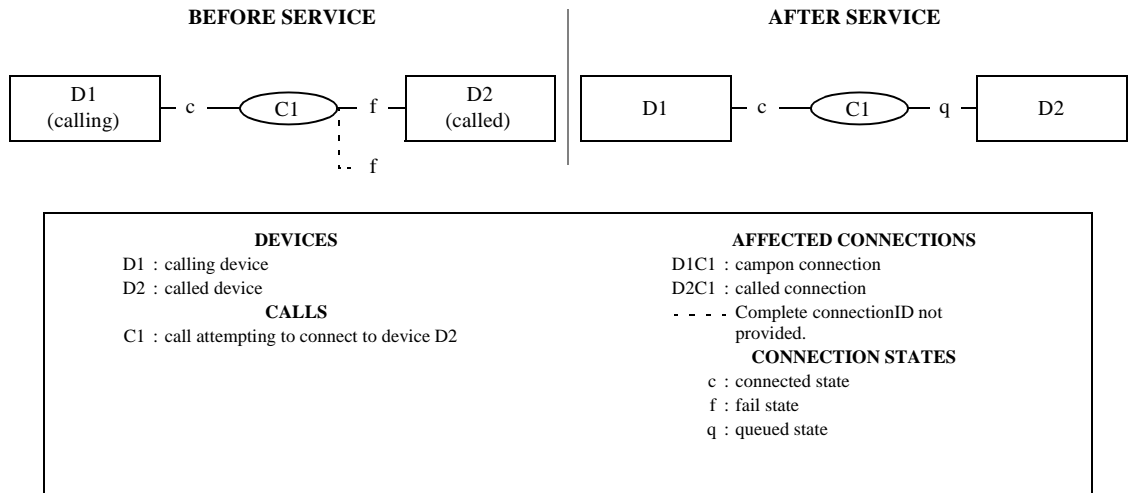 BEFORE SERVICE
AFTER SERVICE
D1
(calling)
c
C1
f
D2
(called)
f
D1
c
C1
q
D2
DEVICES
D1 : calling device
D2 : called device
CALLS
C1 : call attempting to connect to device D2
AFFECTED CONNECTIONS
D1C1 : campon connection
D2C1 : called connection
- - - - Complete connectionID not
provided.
CONNECTION STATES
c : connected state
f : fail state
q : queued state